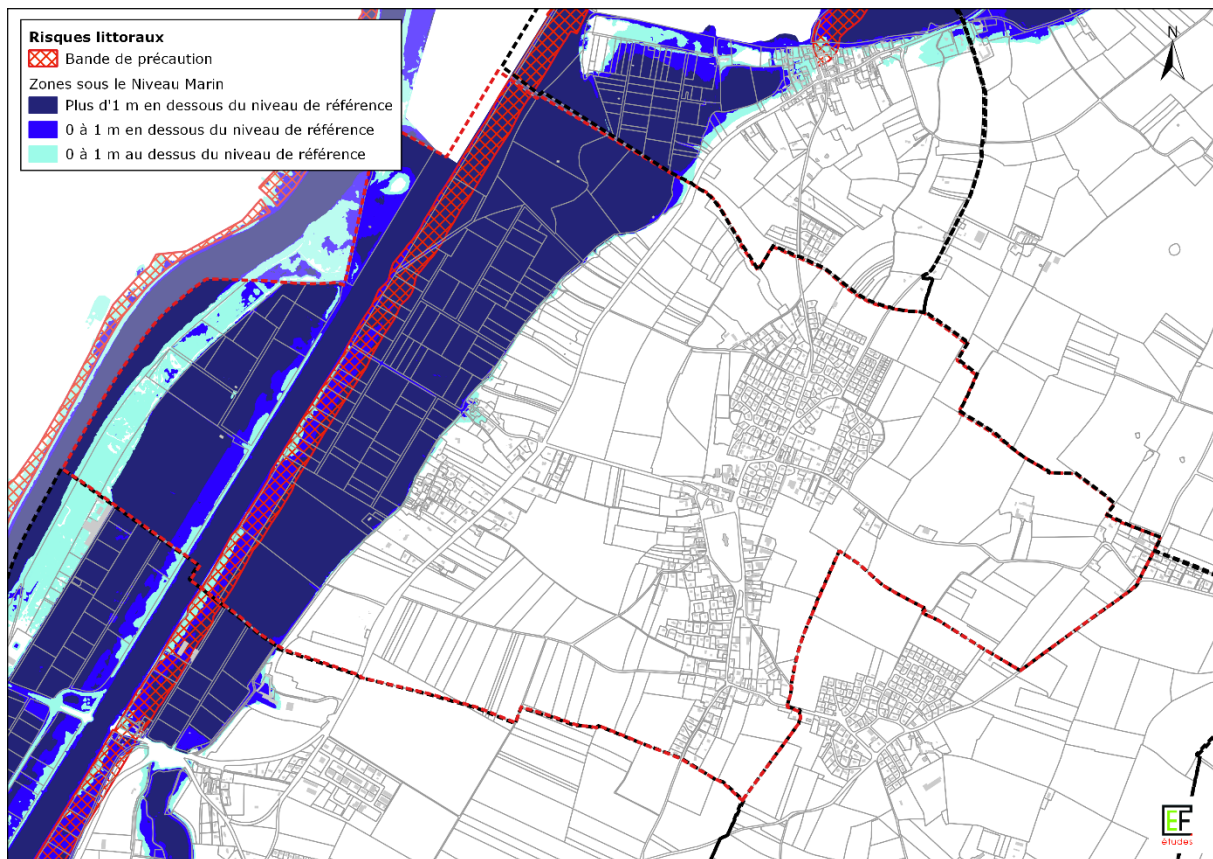 Risques littoraux
Bande de précaution
Zones sous le Niveau Marin
Plus d'1 m en dessous du niveau de référence
0 à 1 m en dessous du niveau de référence
0 à 1 m au dessus du niveau de référence
N
EF
études